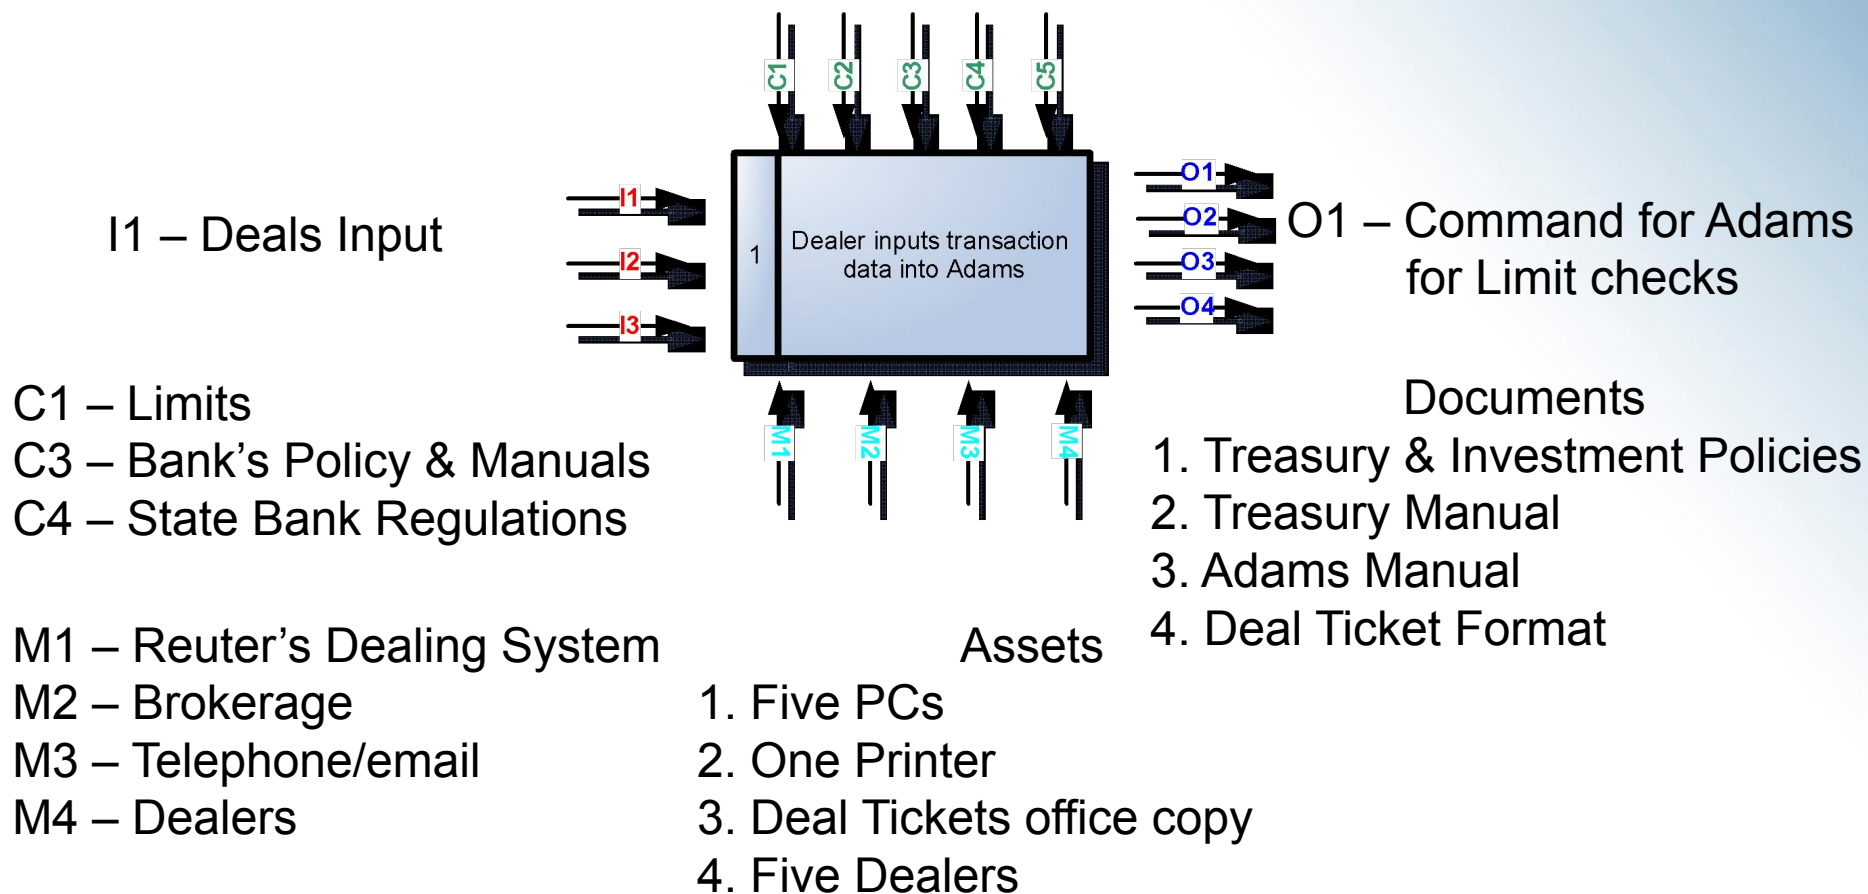 C1
C2
C3
C4
C5
I1 – Deals Input
I1
I2
I3
1
Dealer inputs transaction
data into Adams
O1
O2
O3
O4
O1 – Command for Adams
for Limit checks
M1
M2
M3
M4
C1 – Limits
C3 – Bank’s Policy & Manuals
C4 – State Bank Regulations
M1 – Reuter’s Dealing System
M2 – Brokerage
M3 – Telephone/email
M4 – Dealers
Assets
1. Five PCs
2. One Printer
3. Deal Tickets office copy
4. Five Dealers
Documents
1. Treasury & Investment Policies
2. Treasury Manual
3. Adams Manual
4. Deal Ticket Format